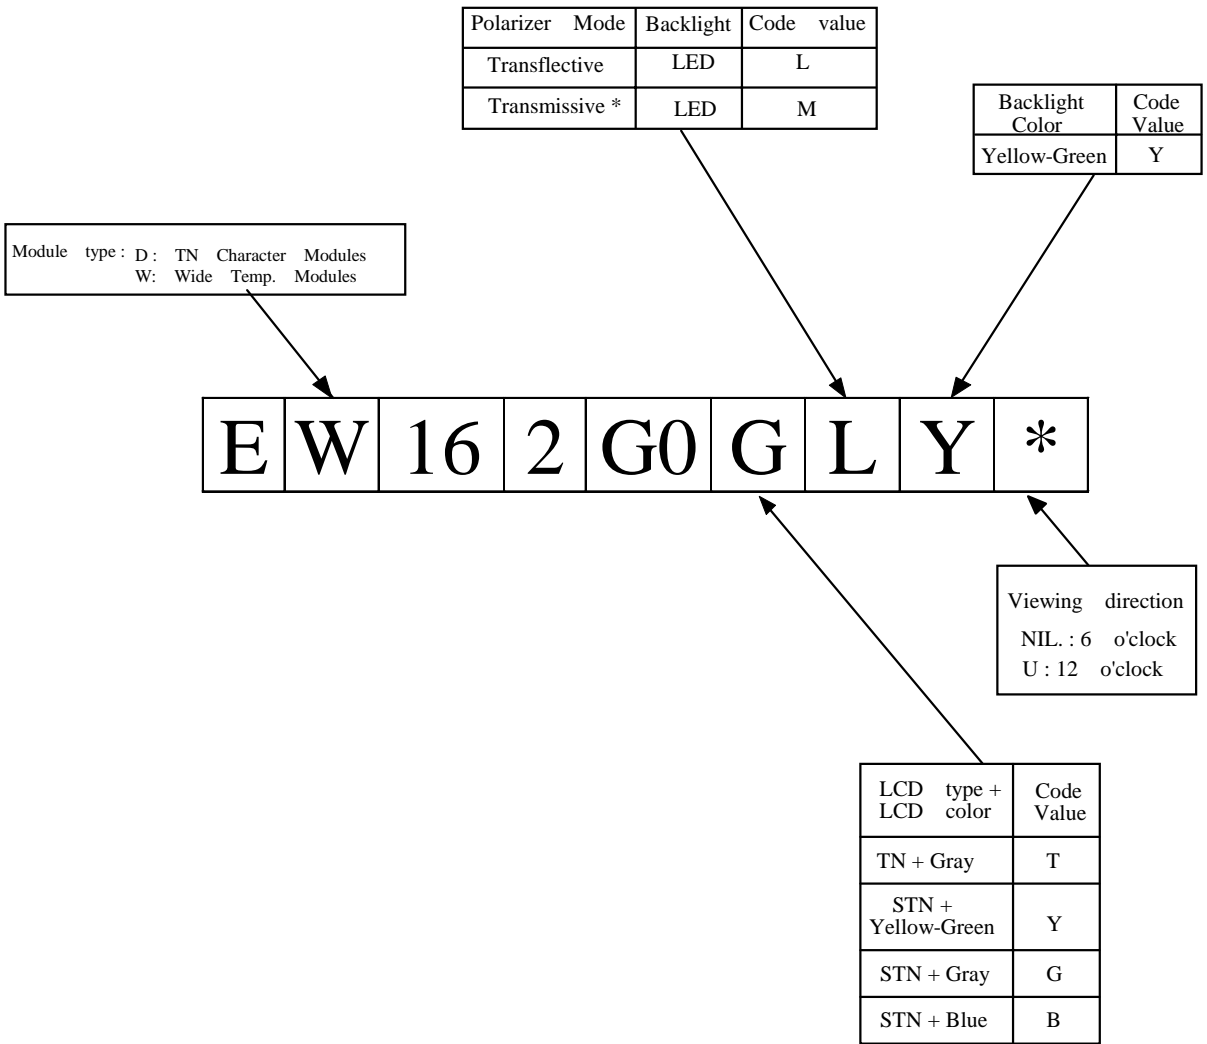 Polarizer Mode Backlight Code value
Transflective LED L
Transmissive * LED M
Backlight Color Code Value
Yellow-Green Y
Module type : D : TN Character Modules
W: Wide Temp. Modules
E W 16 2 G0 G L Y *
Viewing direction
NIL. : 6 o'clock
U : 12 o'clock
LCD type + Code
LCD color Value
TN + Gray T
STN +
Yellow-Green Y
STN + Gray G
STN + Blue B